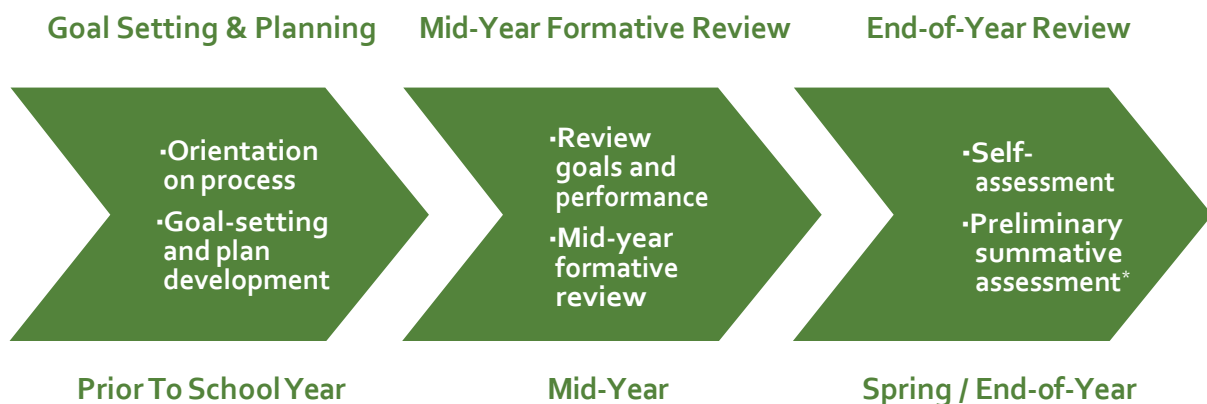 Goal Setting & Planning
Mid-Year Formative Review
End-of-Year Review
▪Orientation
on process
▪Goal-setting
and plan
development
▪Review
goals and
performance
▪Mid-year
formative
review
▪Self-
assessment
▪Preliminary
summative
assessment*
Prior To School Year
Mid-Year
Spring / End-of-Year